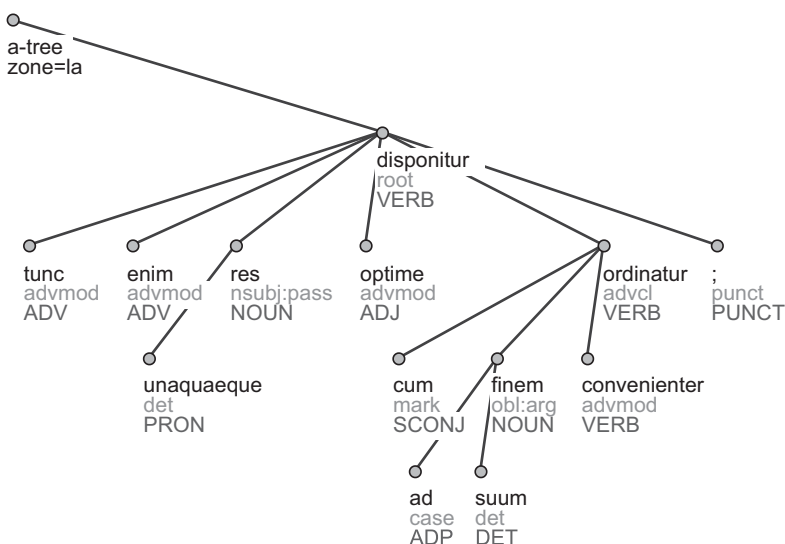 a-tree
zone=la
disponitur
root
VERB
tunc enim res optime ordinatur ;
advmod advmod nsubj:pass advmod advcl punct
ADV ADV NOUN ADJ VERB PUNCT
unaquaeque cum finem convenienter
det mark obl:arg advmod
PRON SCONJ NOUN VERB
ad suum
case det
ADP DET